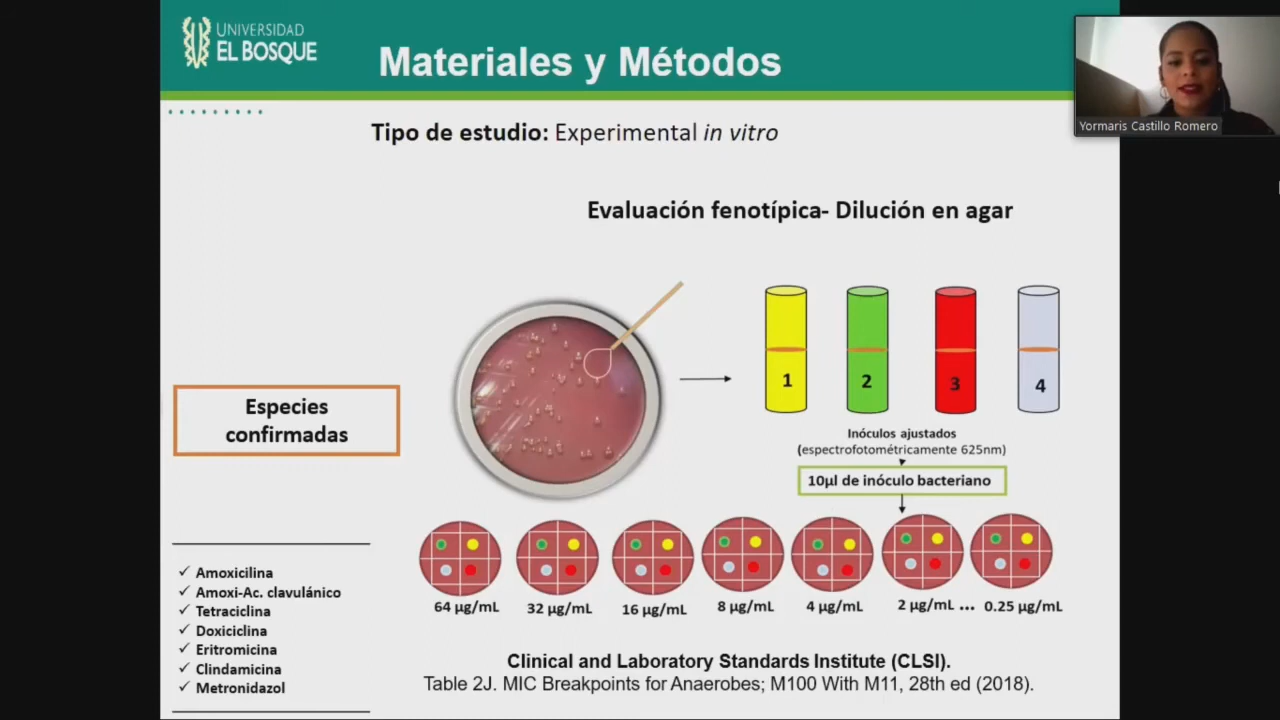 UNIVERSIDAD
EL BOSQUE
Materiales y Métodos
Yormaris Castillo Romero
Tipo de estudio: Experimental in vitro
Evaluación fenotípica- Dilución en agar
1
2
3
4
Especies
confirmadas
Inóculos ajustados
(espectrofotométricamente 625nm)
10µl de inóculo bacteriano
64 µg/mL
32 µg/mL
16 µg/mL
8 µg/mL
4 µg/mL
2 µg/mL ...
0.25 µg/mL
✓ Amoxicilina
✓ Amoxi-Ac. clavulánico
✓ Tetraciclina
✓ Doxiciclina
✓ Eritromicina
✓ Clindamicina
✓ Metronidazol
Clinical and Laboratory Standards Institute (CLSI).
Table 2J. MIC Breakpoints for Anaerobes; M100 With M11, 28th ed (2018).